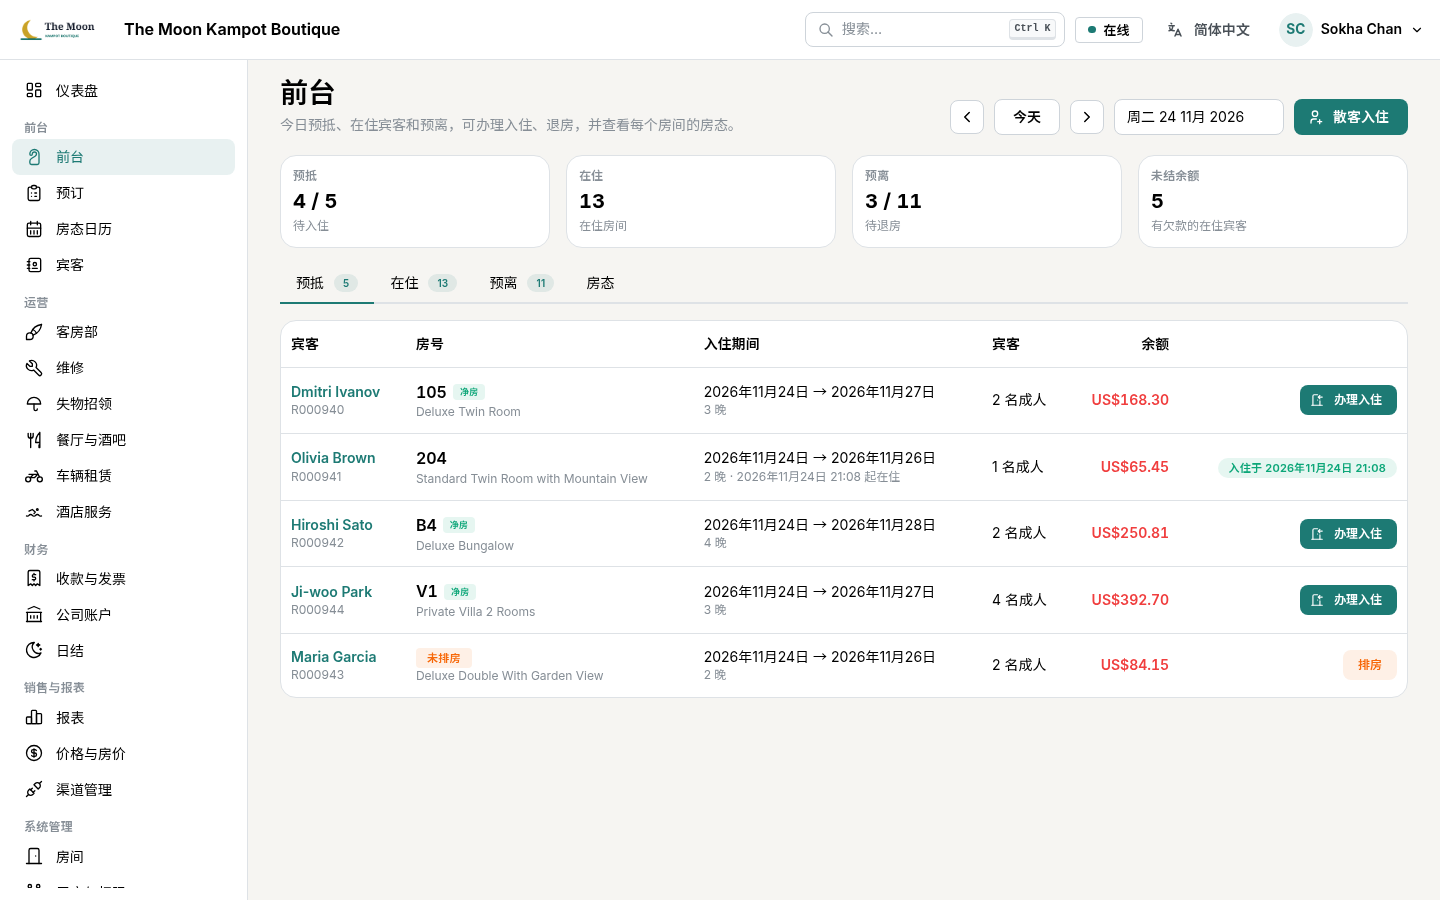 The Moon
KAMPOT BOUTIQUE
The Moon Kampot Boutique
搜索...
Ctrl K
在线
简体中文
SC
Sokha Chan
仪表盘
前台
前台
预订
房态日历
宾客
运营
客房部
维修
失物招领
餐厅与酒吧
车辆租赁
酒店服务
财务
收款与发票
公司账户
日结
销售与报表
报表
价格与房价
渠道管理
系统管理
房间
前台
今日预抵、在住宾客和预离，可办理入住、退房，并查看每个房间的房态。
今天
周二 24 11月 2026
散客入住
预抵
4 / 5
待入住
在住
13
在住房间
预离
3 / 11
待退房
未结余额
5
有欠款的在住宾客
预抵 5
在住 13
预离 11
房态
宾客 房号 入住期间 宾客 余额
Dmitri Ivanov 105 净房 2026年11月24日 → 2026年11月27日 2 名成人 US$168.30 办理入住
R000940 Deluxe Twin Room 3 晚
Olivia Brown 204 2026年11月24日 → 2026年11月26日 1 名成人 US$65.45 入住于 2026年11月24日 21:08
R000941 Standard Twin Room with Mountain View 2 晚 · 2026年11月24日 21:08 起在住
Hiroshi Sato B4 净房 2026年11月24日 → 2026年11月28日 2 名成人 US$250.81 办理入住
R000942 Deluxe Bungalow 4 晚
Ji-woo Park V1 净房 2026年11月24日 → 2026年11月27日 4 名成人 US$392.70 办理入住
R000944 Private Villa 2 Rooms 3 晚
Maria Garcia 未排房 2026年11月24日 → 2026年11月26日 2 名成人 US$84.15 排房
R000943 Deluxe Double With Garden View 2 晚